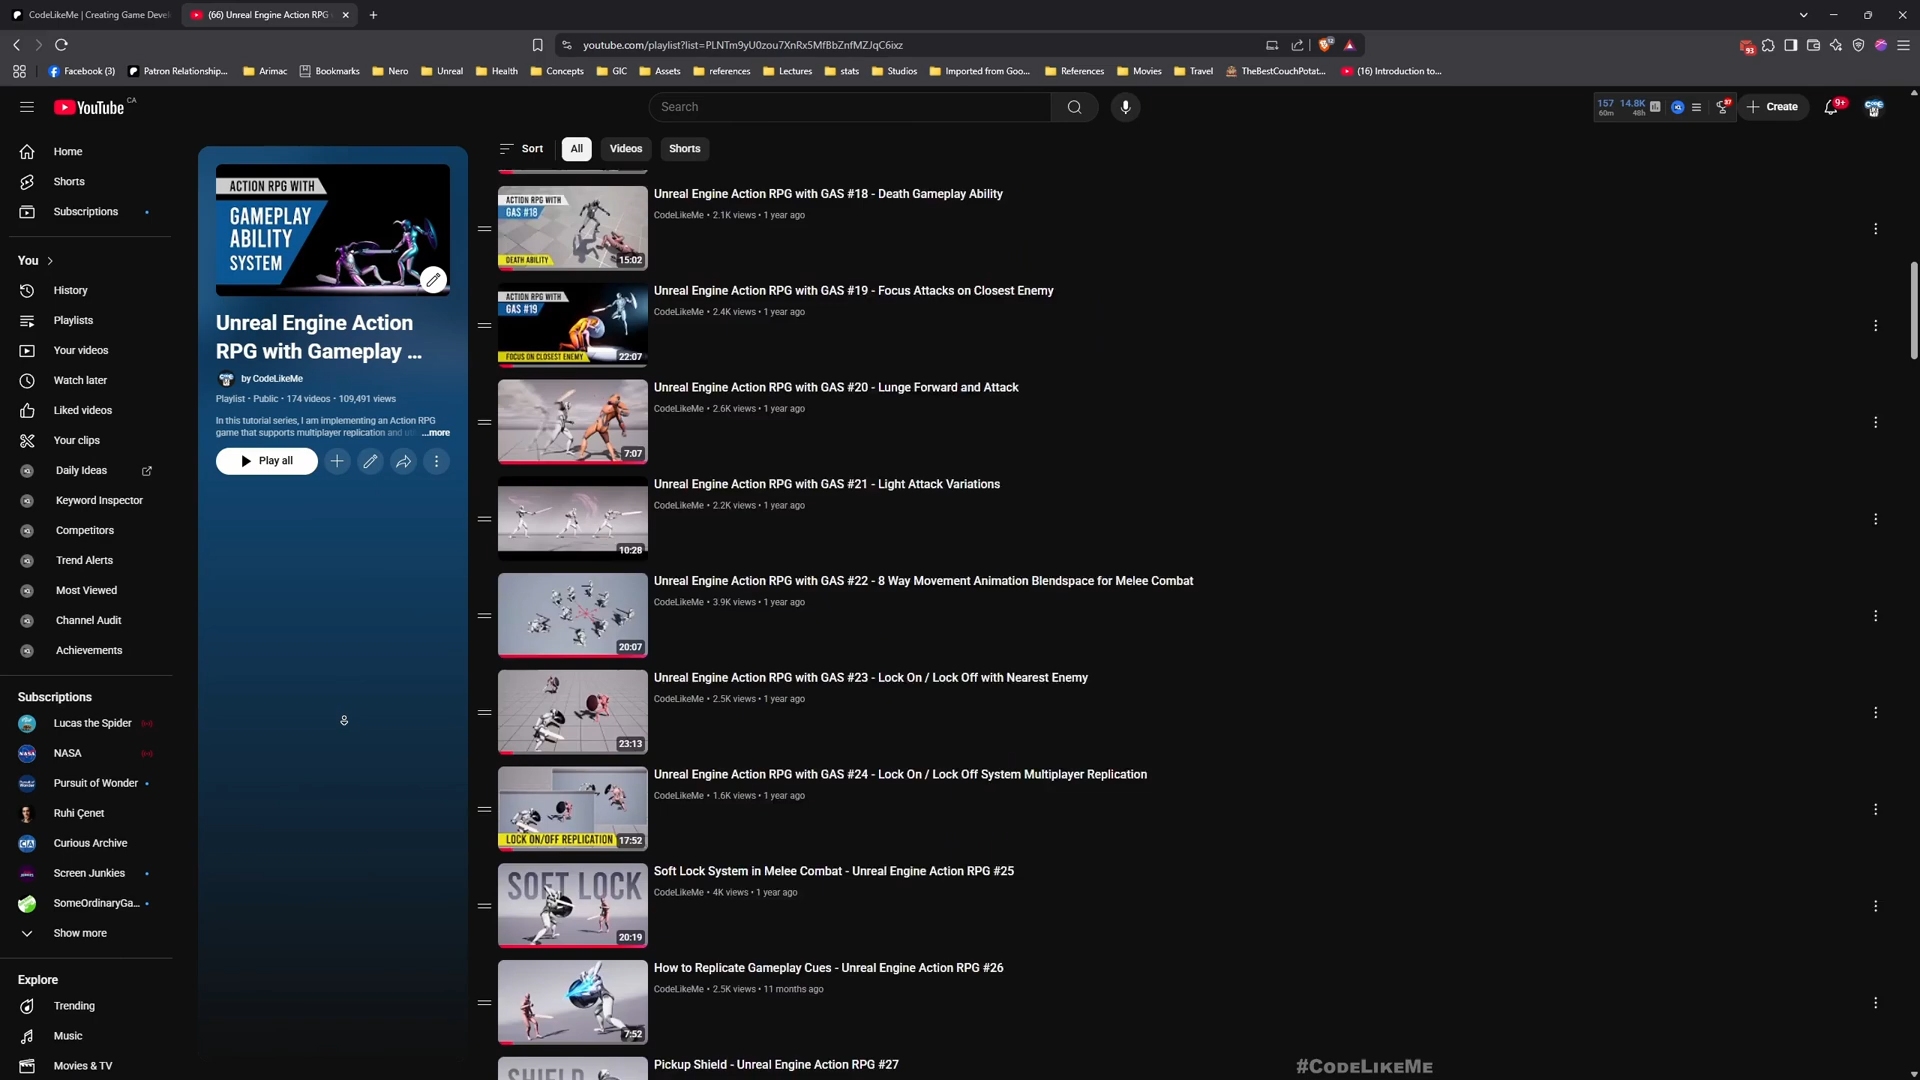 CodeLikeMe | Creating Game Devel
(66) Unreal Engine Action RPG
youtube.com/playlist?list=PLNTm9yU0zou7XnRx5MfBbZnfMZJqC6ixz
12
93
Facebook (3)
Patron Relationship...
Arimac
Bookmarks
Nero
Unreal
Health
Concepts
GIC
Assets
references
Lectures
stats
Studios
Imported from Goo...
References
Movies
Travel
TheBestCouchPotat...
(16) Introduction to...
YouTube CA
Search
157 60m
14.8K 48h
37
Create
9+
Home
Shorts
Subscriptions
You
History
Playlists
Your videos
Watch later
Liked videos
Your clips
Daily Ideas
Keyword Inspector
Competitors
Trend Alerts
Most Viewed
Channel Audit
Achievements
Subscriptions
Lucas the Spider
NASA
Pursuit of Wonder
Ruhi Çenet
Curious Archive
Screen Junkies
SomeOrdinaryGa...
Show more
Explore
Trending
Music
Movies & TV
ACTION RPG WITH
GAMEPLAY
ABILITY
SYSTEM
Unreal Engine Action
RPG with Gameplay ...
by CodeLikeMe
Playlist • Public • 174 videos • 109,491 views
In this tutorial series, I am implementing an Action RPG
game that supports multiplayer replication and ...more
Play all
Sort
All
Videos
Shorts
ACTION RPG WITH
GAS #18
DEATH ABILITY
15:02
Unreal Engine Action RPG with GAS #18 - Death Gameplay Ability
CodeLikeMe • 2.1K views • 1 year ago
ACTION RPG WITH
GAS #19
FOCUS ON CLOSEST ENEMY
22:07
Unreal Engine Action RPG with GAS #19 - Focus Attacks on Closest Enemy
CodeLikeMe • 2.4K views • 1 year ago
7:07
Unreal Engine Action RPG with GAS #20 - Lunge Forward and Attack
CodeLikeMe • 2.6K views • 1 year ago
10:28
Unreal Engine Action RPG with GAS #21 - Light Attack Variations
CodeLikeMe • 2.2K views • 1 year ago
20:07
Unreal Engine Action RPG with GAS #22 - 8 Way Movement Animation Blendspace for Melee Combat
CodeLikeMe • 3.9K views • 1 year ago
23:13
Unreal Engine Action RPG with GAS #23 - Lock On / Lock Off with Nearest Enemy
CodeLikeMe • 2.5K views • 1 year ago
LOCK ON/OFF REPLICATION
17:52
Unreal Engine Action RPG with GAS #24 - Lock On / Lock Off System Multiplayer Replication
CodeLikeMe • 1.6K views • 1 year ago
SOFT LOCK
20:19
Soft Lock System in Melee Combat - Unreal Engine Action RPG #25
CodeLikeMe • 4K views • 1 year ago
7:52
How to Replicate Gameplay Cues - Unreal Engine Action RPG #26
CodeLikeMe • 2.5K views • 11 months ago
SHIELD
Pickup Shield - Unreal Engine Action RPG #27
#CodeLikeMe